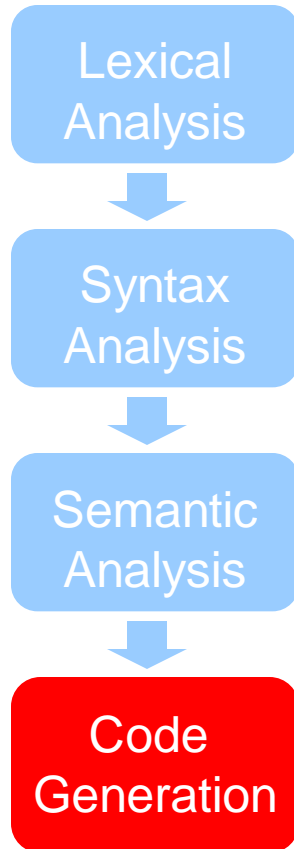 Lexical
Analysis
Syntax
Analysis
Semantic
Analysis
Code
Generation